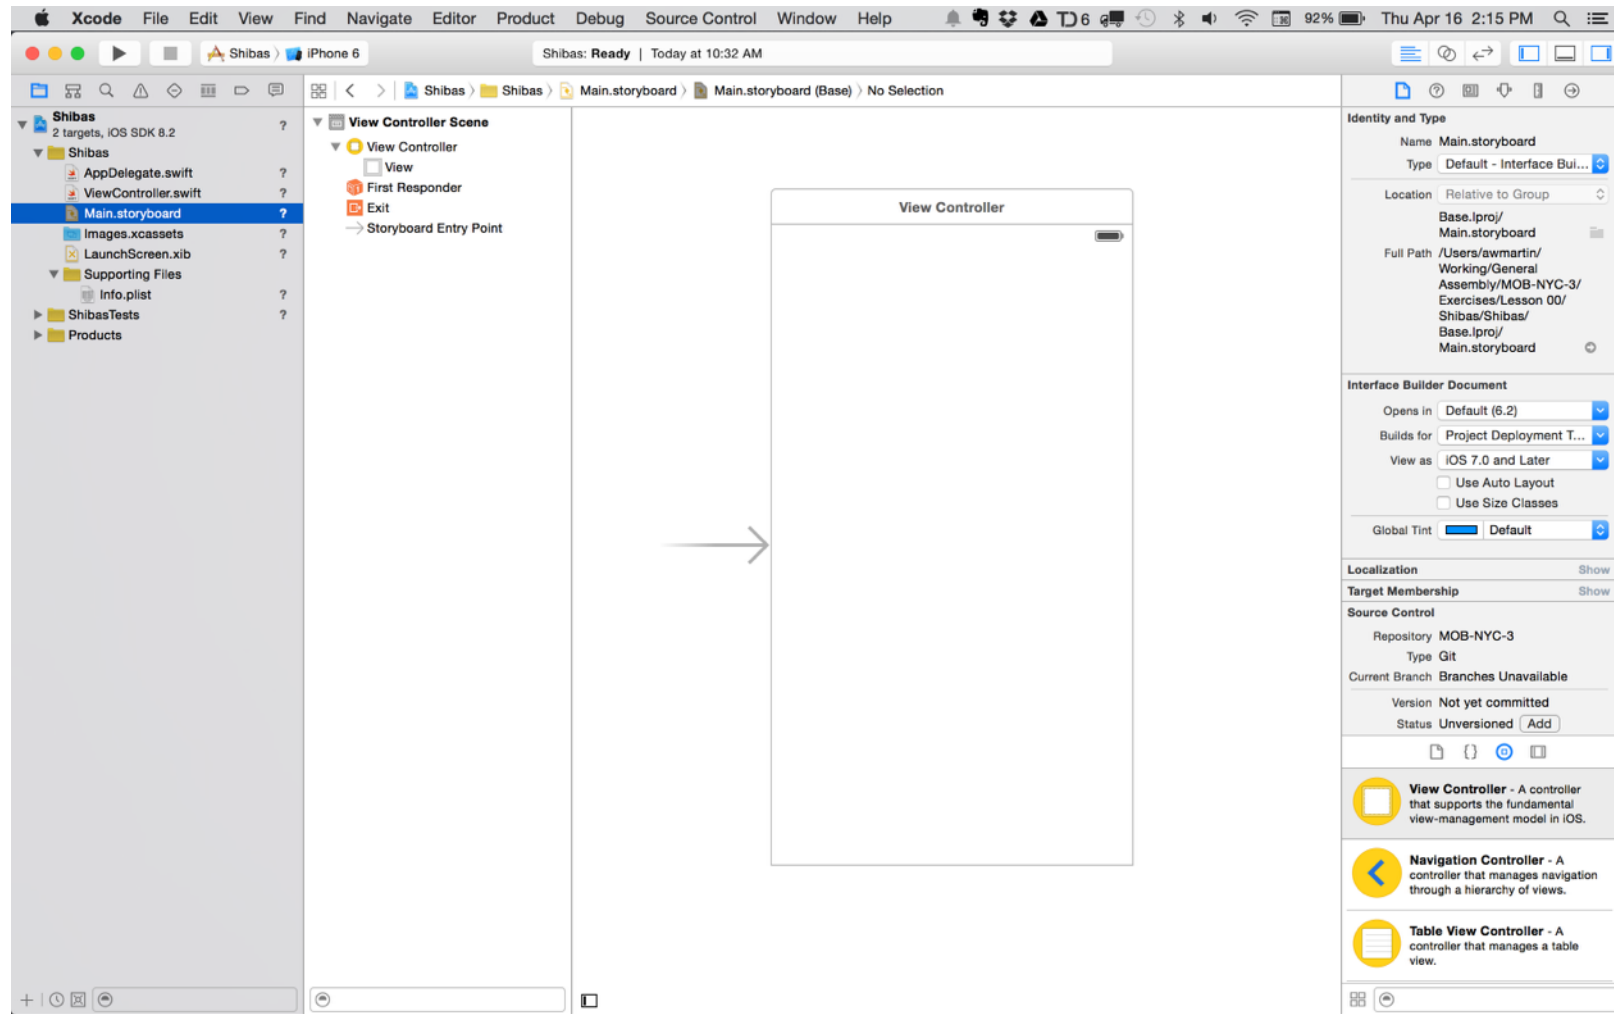 Xcode File Edit View Find Navigate Editor Product Debug Source Control Window Help 6 92% Thu Apr 16 2:15 PM
Shibas iPhone 6 Shibas: Ready | Today at 10:32 AM
Shibas Shibas Main.storyboard Main.storyboard (Base) No Selection
Shibas
2 targets, iOS SDK 8.2 ?
Shibas
AppDelegate.swift ?
ViewController.swift ?
Main.storyboard ?
Images.xcassets ?
LaunchScreen.xib ?
Supporting Files
Info.plist ?
ShibasTests ?
Products
View Controller Scene
View Controller
View
First Responder
Exit
Storyboard Entry Point
View Controller
Identity and Type
Name Main.storyboard
Type Default - Interface Bui...
Location Relative to Group
Base.lproj/
Main.storyboard
Full Path /Users/awmartin/
Working/General
Assembly/MOB-NYC-3/
Exercises/Lesson 00/
Shibas/Shibas/
Base.lproj/
Main.storyboard
Interface Builder Document
Opens in Default (6.2)
Builds for Project Deployment T...
View as iOS 7.0 and Later
Use Auto Layout
Use Size Classes
Global Tint Default
Localization Show
Target Membership Show
Source Control
Repository MOB-NYC-3
Type Git
Current Branch Branches Unavailable
Version Not yet committed
Status Unversioned Add
View Controller - A controller
that supports the fundamental
view-management model in iOS.
Navigation Controller - A
controller that manages navigation
through a hierarchy of views.
Table View Controller - A
controller that manages a table
view.